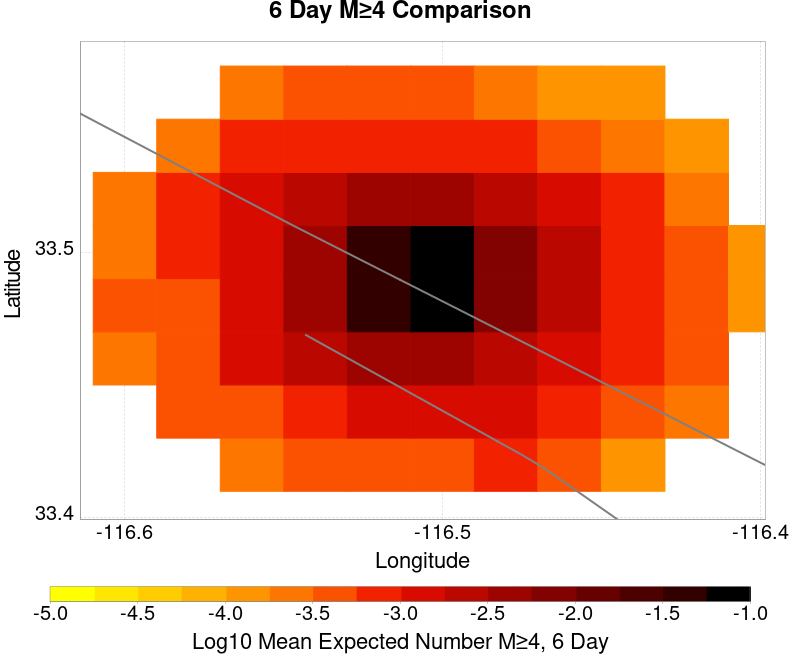 6 Day M≥4 Comparison
Latitude
33.5
33.4
-116.6 -116.5 -116.4
Longitude
-5.0 -4.5 -4.0 -3.5 -3.0 -2.5 -2.0 -1.5 -1.0
Log10 Mean Expected Number M≥4, 6 Day